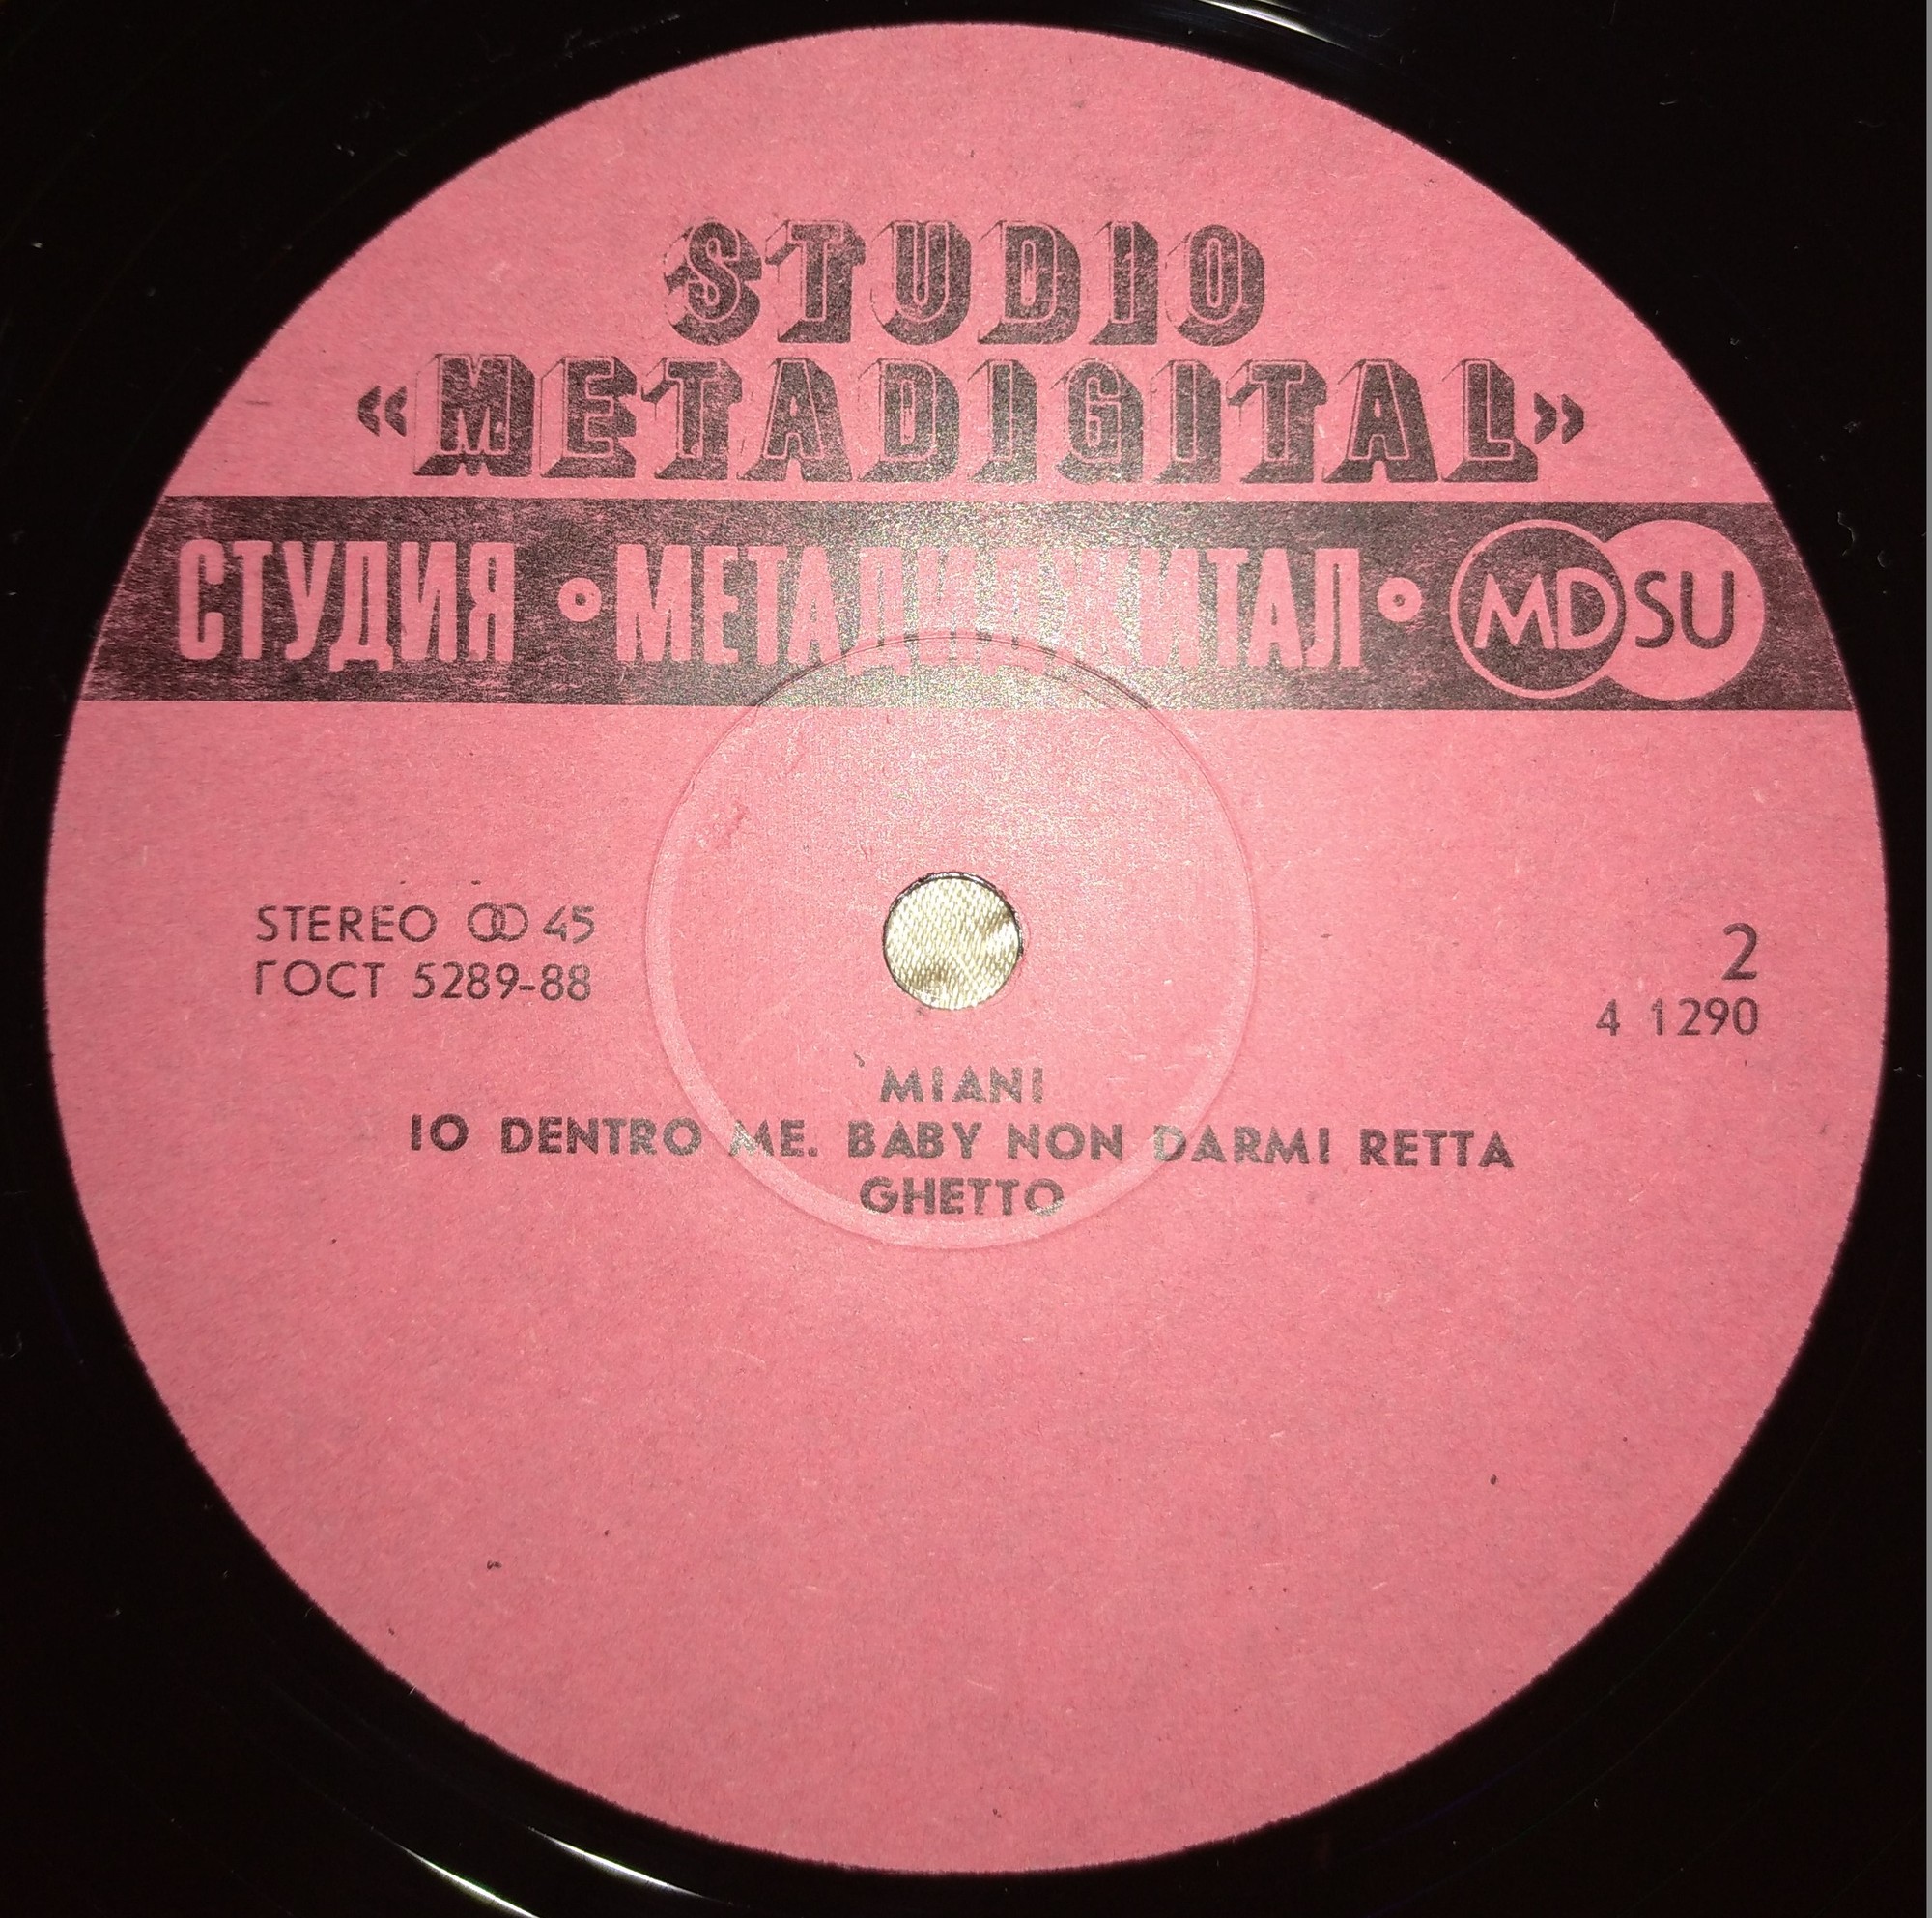 STUDIO
«METADIGITAL»
СТУДИЯ • МЕТАДИДЖИТАЛ • MD SU
STEREO 45
ГОСТ 5289-88
2
4 1290
MIANI
IO DENTRO ME. BABY NON DARMI RETTA
GHETTO